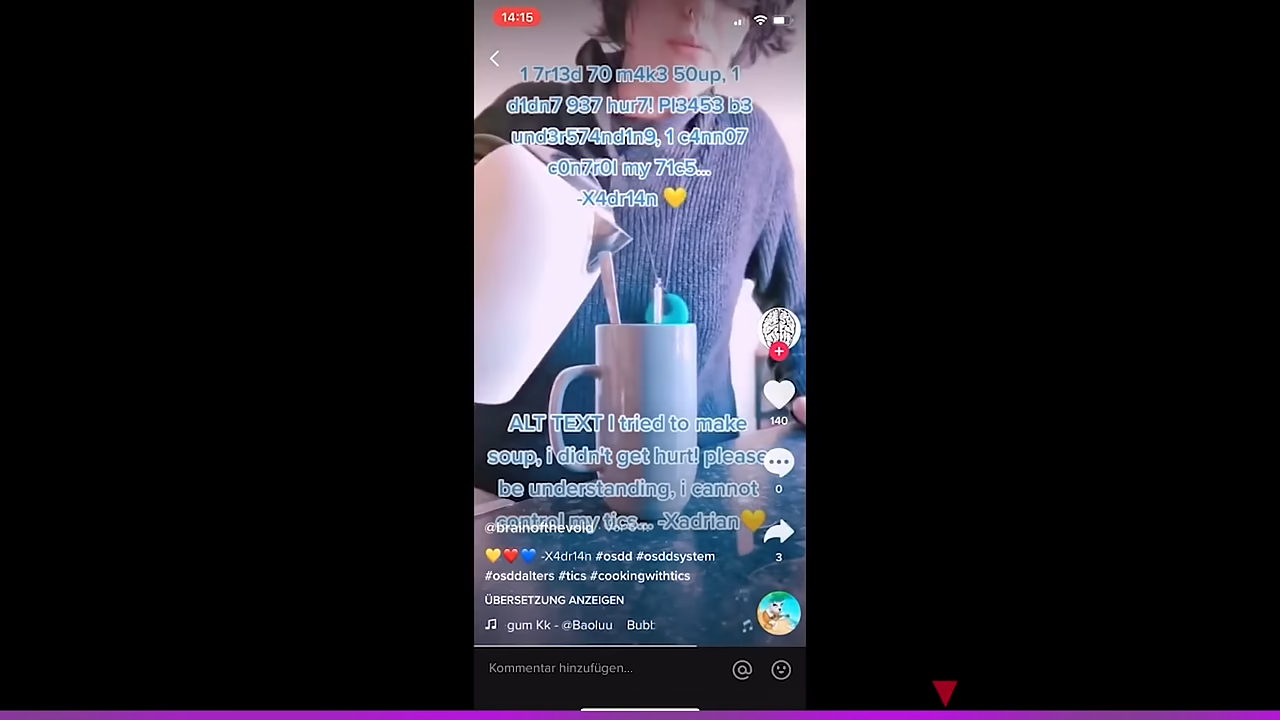 14:15
1 7r13d 70 m4k3 50up, 1
d1dn7 937 hur7! Pl3453 b3
und3r574nd1n9, 1 c4nn07
c0n7r0l my 71c5...
-X4dr14n 💛
ALT TEXT I tried to make
soup, i didn't get hurt! please
be understanding, i cannot
control my tics... -Xadrian💛
140
0
3
@brainofthevoid
💛❤️💙 -X4dr14n #osdd #osddsystem
#osddalters #tics #cookingwithtics
ÜBERSETZUNG ANZEIGEN
gum Kk - @Baoluu Bubb
Kommentar hinzufügen...